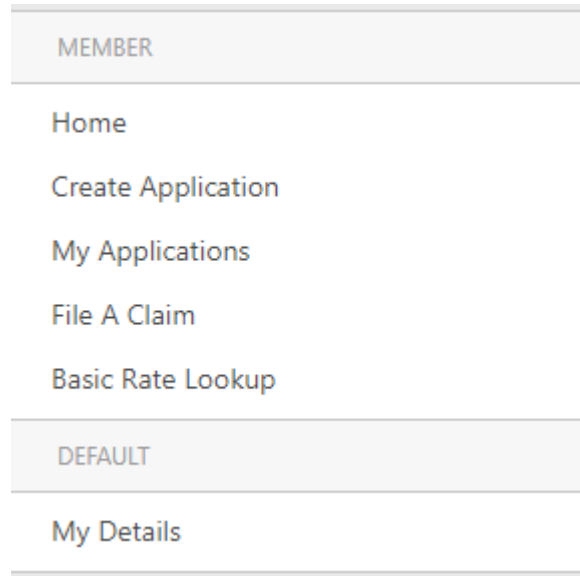 MEMBER
Home
Create Application
My Applications
File A Claim
Basic Rate Lookup
DEFAULT
My Details